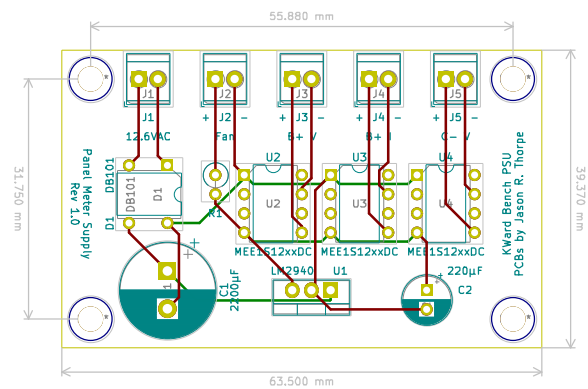 55.880 mm
J1
J2
J3
J4
J5
J1
+ J2 -
+ J3 -
+ J4 -
+ J5 -
12.6VAC
Fan
B+ V
B+ I
C- V
31.750 mm
39.370 mm
Panel Meter Supply
Rev 1.0
DB101
D1
DB101
D1
R1
U2
U2
MEE1S12xxDC
U3
U3
MEE1S12xxDC
U4
U4
MEE1S12xxDC
KWard Bench PSU
PCBs by Jason R. Thorpe
C1
2200µF
+
+
1
LM2940
U1
220µF
+
C2
63.500 mm